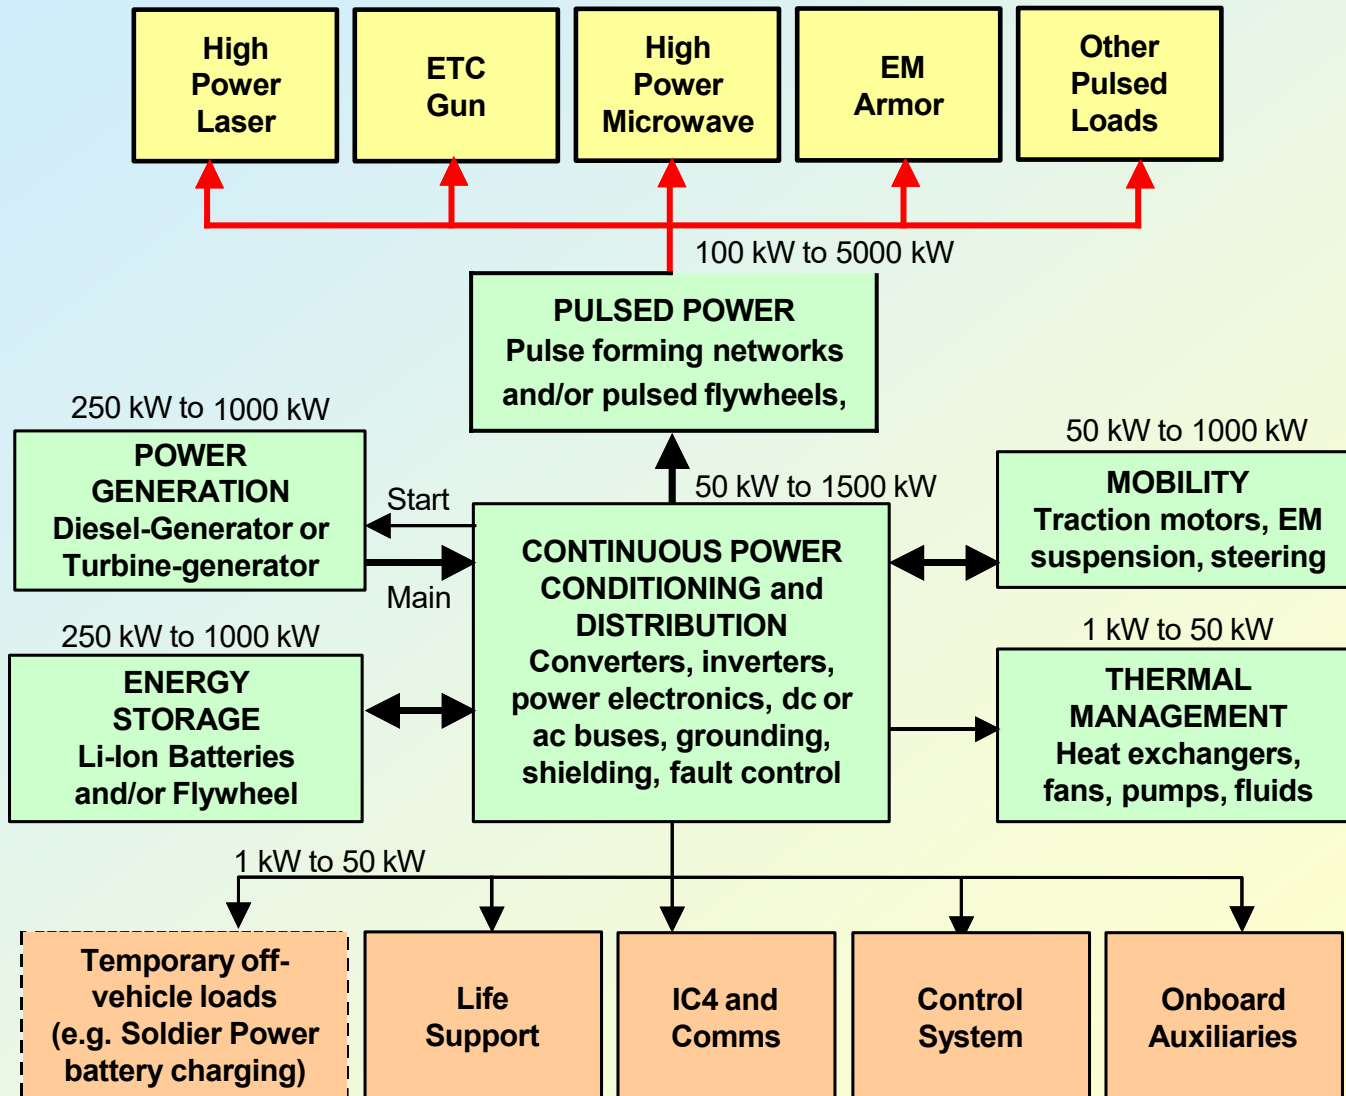 High
Power
Laser
ETC
Gun
High
Power
Microwave
EM
Armor
Other
Pulsed
Loads
100 kW to 5000 kW
PULSED POWER
Pulse forming networks
and/or pulsed flywheels,
250 kW to 1000 kW
POWER
GENERATION
Diesel-Generator or
Turbine-generator
Start
Main
50 kW to 1500 kW
CONTINUOUS POWER
CONDITIONING and
DISTRIBUTION
Converters, inverters,
power electronics, dc or
ac buses, grounding,
shielding, fault control
50 kW to 1000 kW
MOBILITY
Traction motors, EM
suspension, steering
250 kW to 1000 kW
ENERGY
STORAGE
Li-Ion Batteries
and/or Flywheel
1 kW to 50 kW
THERMAL
MANAGEMENT
Heat exchangers,
fans, pumps, fluids
1 kW to 50 kW
Temporary off-
vehicle loads
(e.g. Soldier Power
battery charging)
Life
Support
IC4 and
Comms
Control
System
Onboard
Auxiliaries